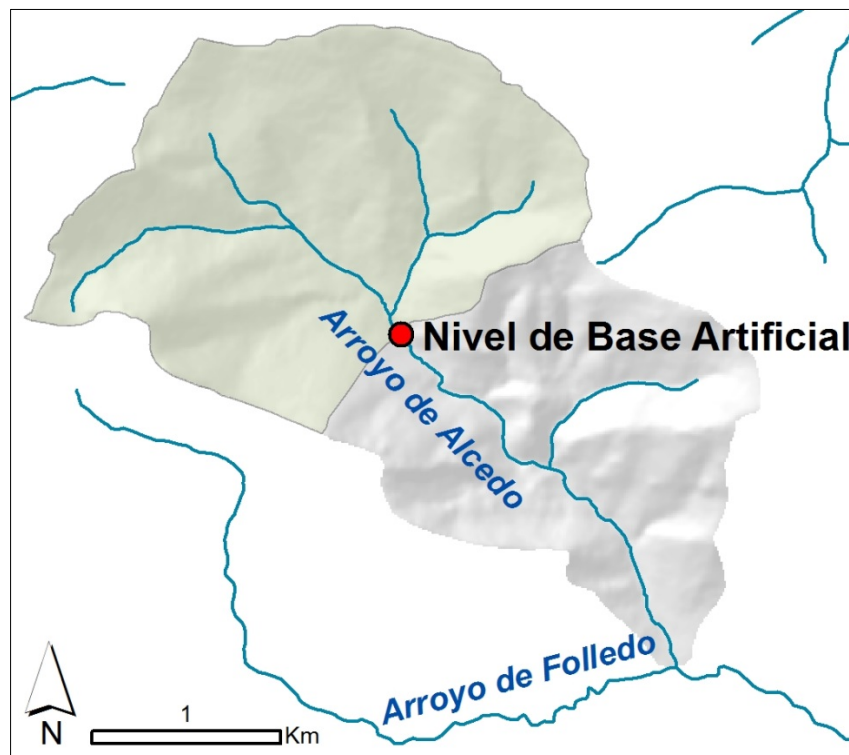 Nivel de Base Artificial
Arroyo de Alcedo
Arroyo de Folledo
N
1
Km